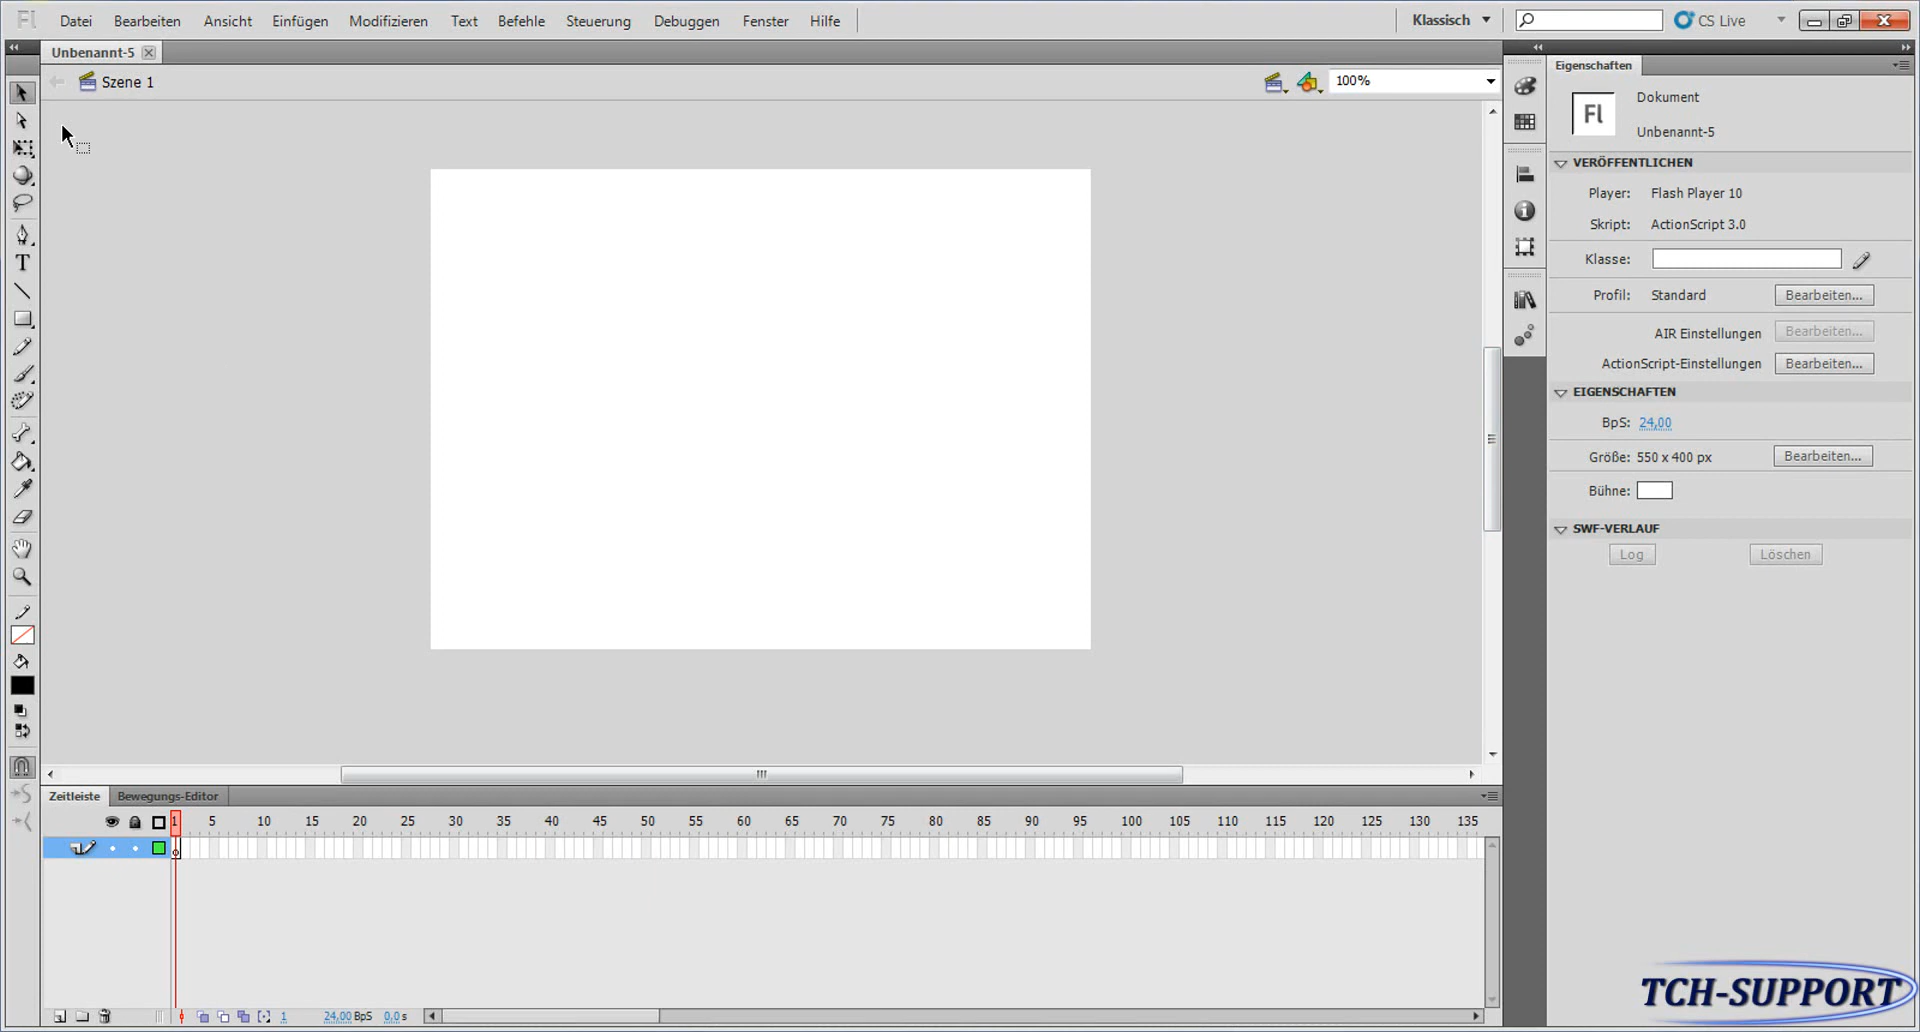 Fl
Datei Bearbeiten Ansicht Einfügen Modifizieren Text Befehle Steuerung Debuggen Fenster Hilfe
Klassisch
CS Live
Unbenannt-5
Szene 1
100%
Eigenschaften
Fl
Dokument
Unbenannt-5
VERÖFFENTLICHEN
Player: Flash Player 10
Skript: ActionScript 3.0
Klasse:
Profil: Standard Bearbeiten...
AIR Einstellungen Bearbeiten...
ActionScript-Einstellungen Bearbeiten...
EIGENSCHAFTEN
BpS: 24,00
Größe: 550 x 400 px Bearbeiten...
Bühne:
SWF-VERLAUF
Log Löschen
T
Zeitleiste Bewegungs-Editor
1 5 10 15 20 25 30 35 40 45 50 55 60 65 70 75 80 85 90 95 100 105 110 115 120 125 130 135
1 24,00 BpS 0,0 s
TCH-SUPPORT